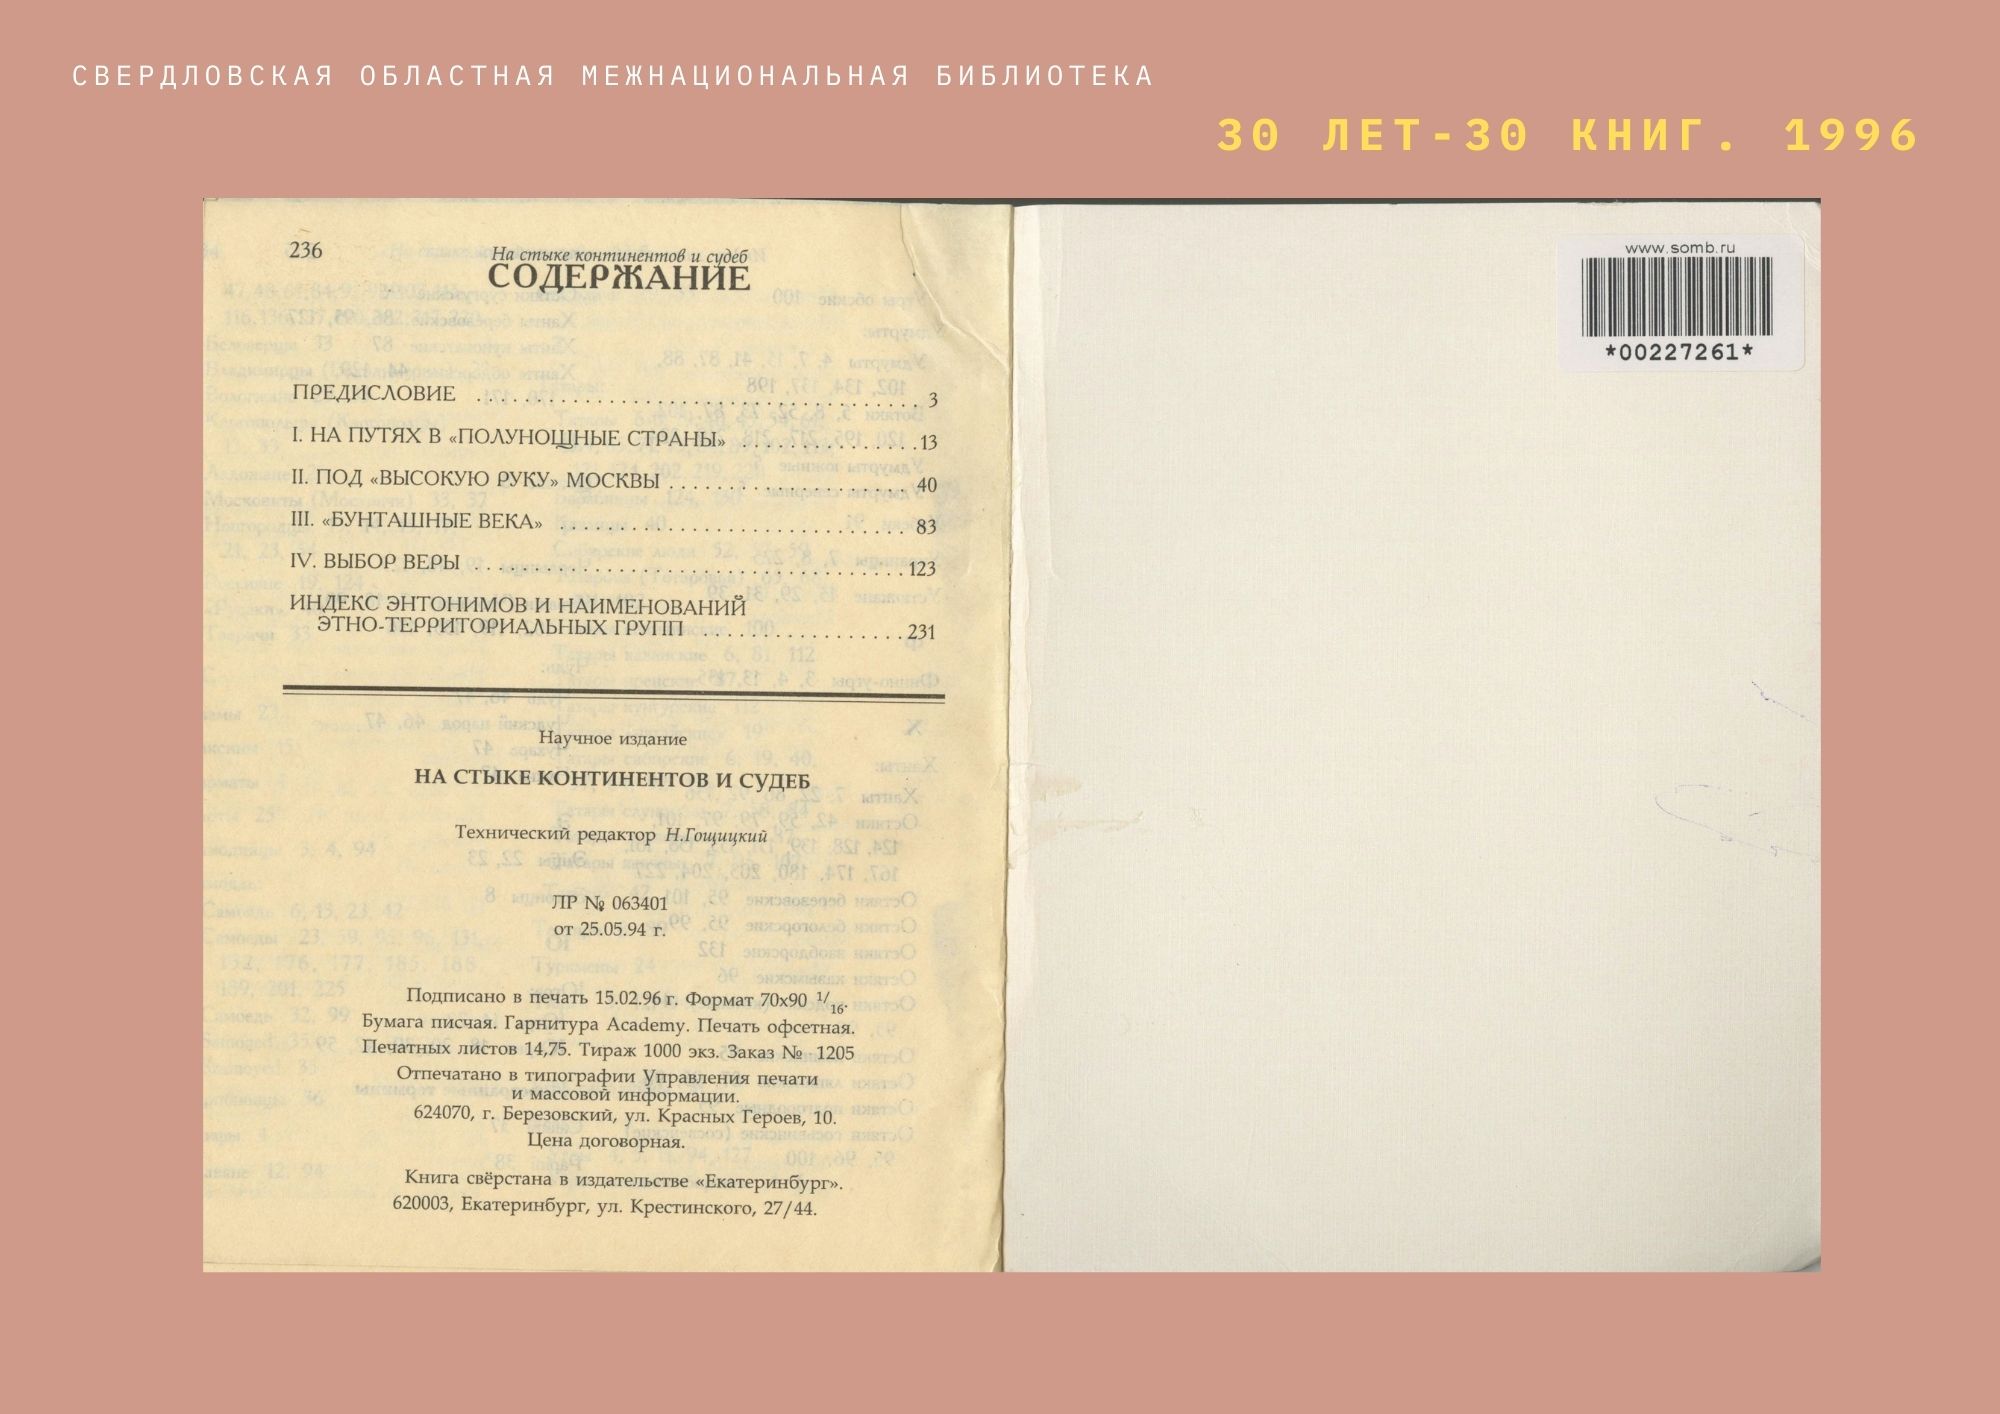 СВЕРДЛОВСКАЯ ОБЛАСТНАЯ МЕЖНАЦИОНАЛЬНАЯ БИБЛИОТЕКА
30 ЛЕТ-30 КНИГ. 1996
236 На стыке континентов и судеб
СОДЕРЖАНИЕ
ПРЕДИСЛОВИЕ 3
I. НА ПУТЯХ В «ПОЛУНОЩНЫЕ СТРАНЫ» 13
II. ПОД «ВЫСОКУЮ РУКУ» МОСКВЫ 40
III. «БУНТАШНЫЕ ВЕКА» 83
IV. ВЫБОР ВЕРЫ 123
ИНДЕКС ЭНТОНИМОВ И НАИМЕНОВАНИЙ
ЭТНО-ТЕРРИТОРИАЛЬНЫХ ГРУПП 231
Научное издание
НА СТЫКЕ КОНТИНЕНТОВ И СУДЕБ
Технический редактор Н.Гощицкий
ЛР № 063401
от 25.05.94 г.
Подписано в печать 15.02.96 г. Формат 70х90 1/16.
Бумага писчая. Гарнитура Academy. Печать офсетная.
Печатных листов 14,75. Тираж 1000 экз. Заказ № 1205
Отпечатано в типографии Управления печати
и массовой информации.
624070, г. Березовский, ул. Красных Героев, 10.
Цена договорная.
Книга свёрстана в издательстве «Екатеринбург».
620003, Екатеринбург, ул. Крестинского, 27/44.
www.somb.ru
*00227261*